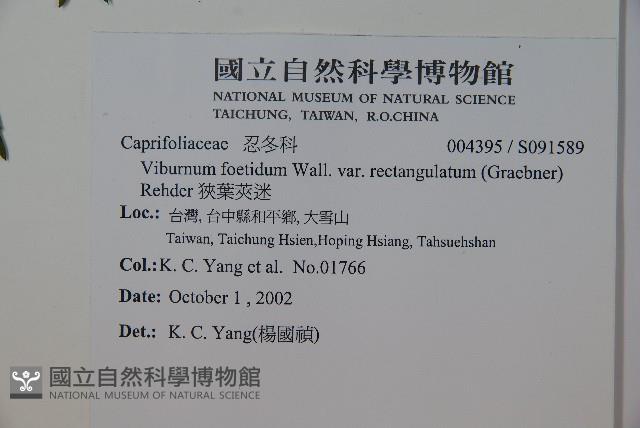 國立自然科學博物館
NATIONAL MUSEUM OF NATURAL SCIENCE
TAICHUNG, TAIWAN, R.O.CHINA
Caprifoliaceae 忍冬科 004395 / S091589
Viburnum foetidum Wall. var. rectangulatum (Graebner)
Rehder 狹葉莢迷
Loc.: 台灣, 台中縣和平鄉, 大雪山
Taiwan, Taichung Hsien,Hoping Hsiang, Tahsuehshan
Col.: K. C. Yang et al. No.01766
Date: October 1 , 2002
Det.: K. C. Yang(楊國禎)
國立自然科學博物館
NATIONAL MUSEUM OF NATURAL SCIENCE